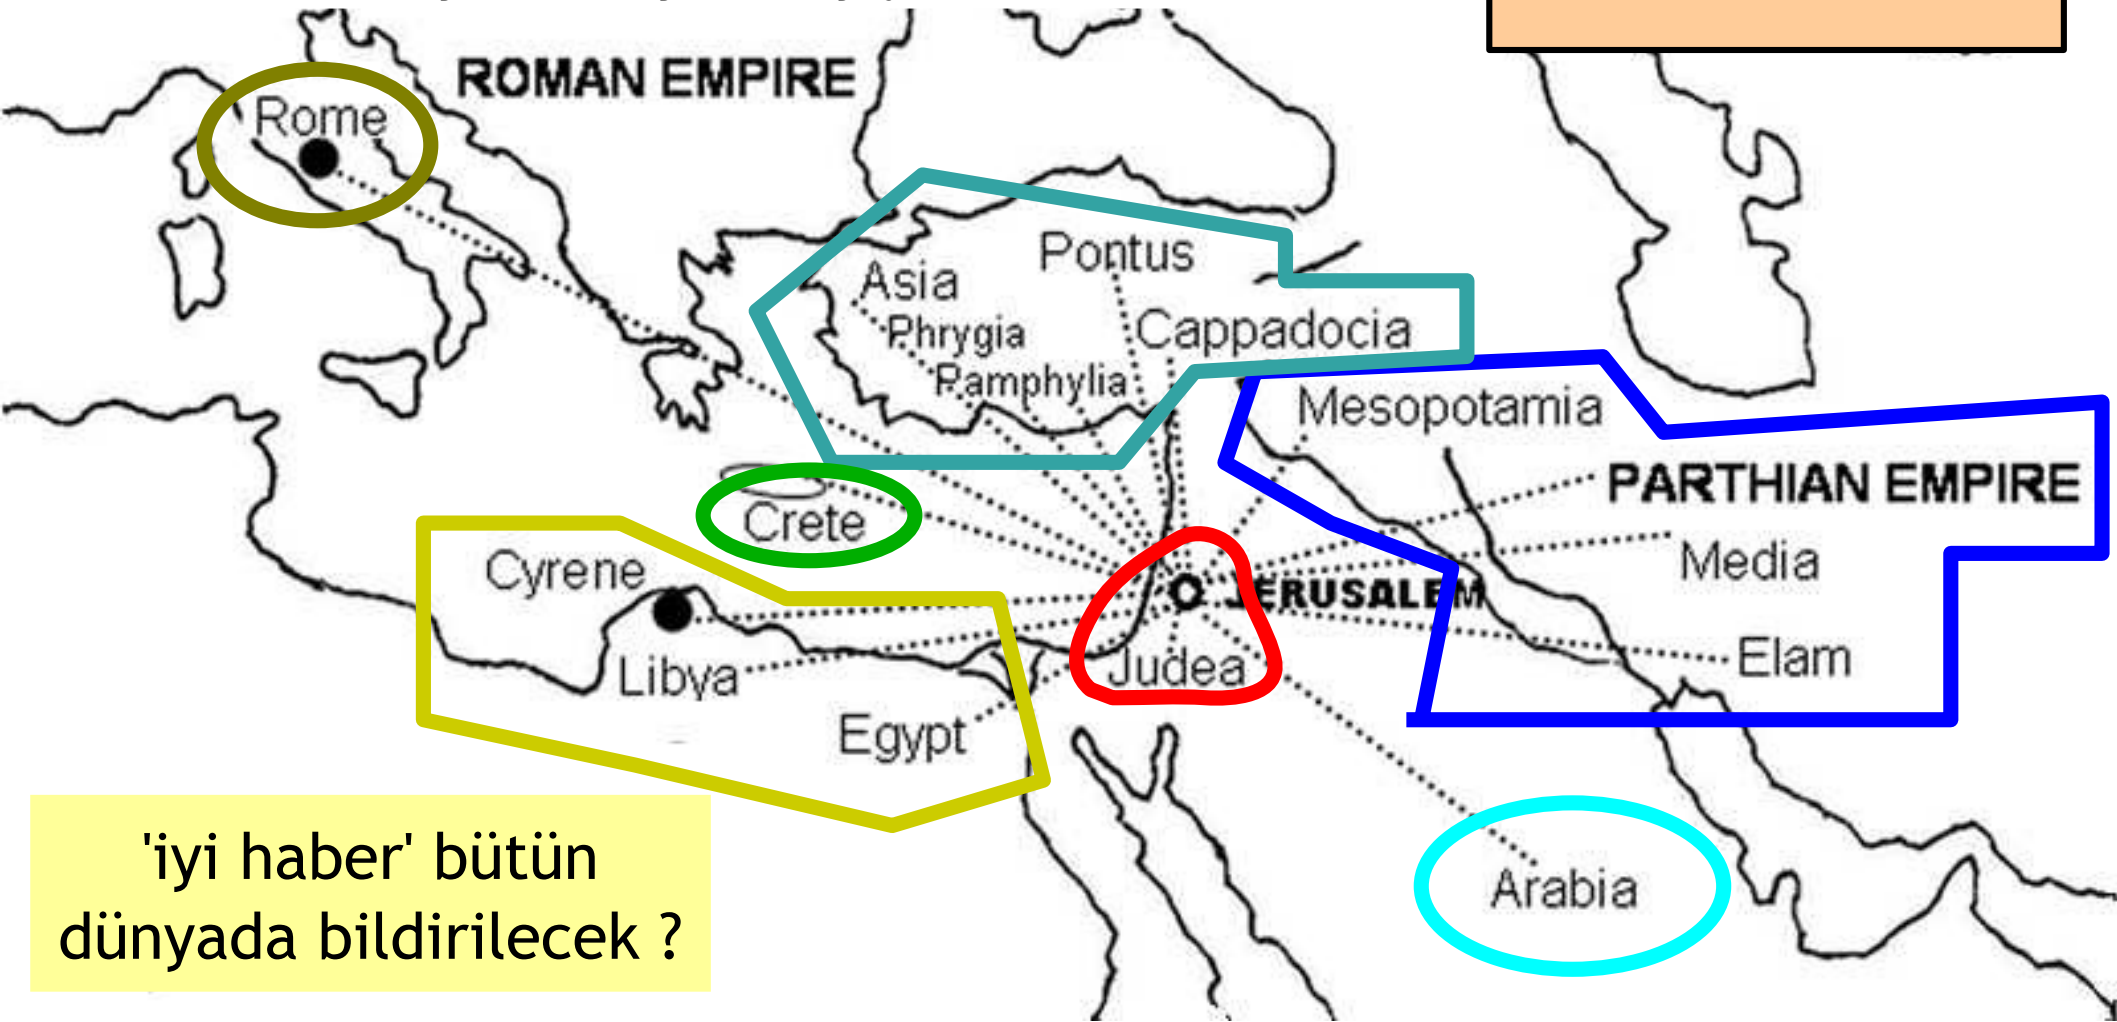 ROMAN EMPIRE
Rome
Pontus
Asia
Cappadocia
Phrygia
Pamphylia
Mesopotamia
PARTHIAN EMPIRE
Crete
Media
Cyrene
JERUSALEM
Elam
Judea
Libya
Egypt
Arabia
'iyi haber' bütün
dünyada bildirilecek ?